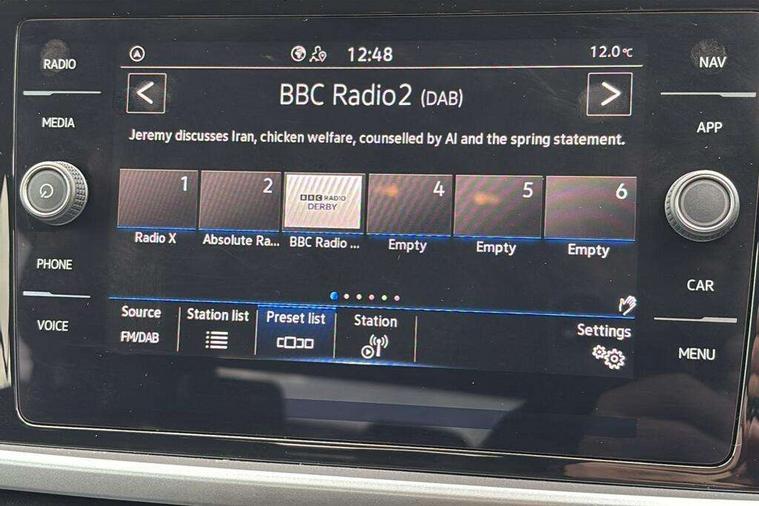 RADIO
12:48
12.0°C
NAV
BBC Radio2 (DAB)
MEDIA
APP
Jeremy discusses Iran, chicken welfare, counselled by AI and the spring statement.
1
2
BBC RADIO
DERBY
4
5
6
Radio X
Absolute Ra...
BBC Radio ...
Empty
Empty
Empty
PHONE
CAR
Source
Station list
Preset list
Station
Settings
FM/DAB
VOICE
MENU